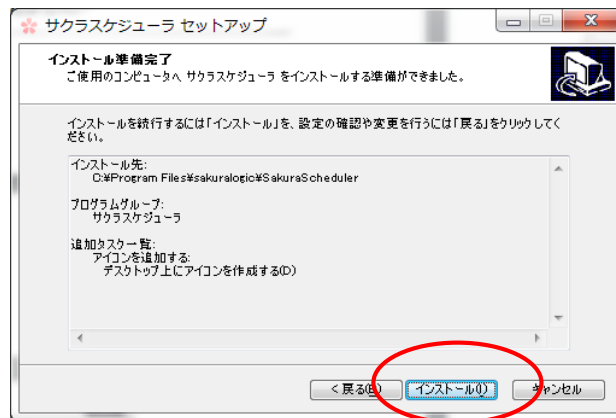 サクラスケジューラ セットアップ
インストール準備完了
ご使用のコンピュータへ サクラスケジューラ をインストールする準備ができました。
インストールを続行するには「インストール」を、設定の確認や変更を行うには「戻る」をクリックしてく
ださい。
インストール先:
C:¥Program Files¥sakuralogic¥SakuraScheduler
プログラムグループ:
サクラスケジューラ
追加タスク一覧:
アイコンを追加する:
デスクトップ上にアイコンを作成する(D)
< 戻る(B) インストール(I) キャンセル